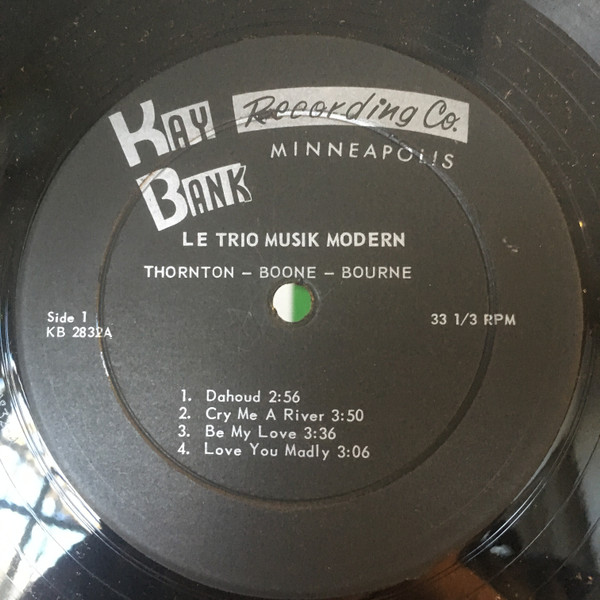 KAY BANK Recording Co.
MINNEAPOLIS
LE TRIO MUSIK MODERN
THORNTON – BOONE – BOURNE
Side 1
KB 2832A
33 1/3 RPM
1. Dahoud 2:56
2. Cry Me A River 3:50
3. Be My Love 3:36
4. Love You Madly 3:06